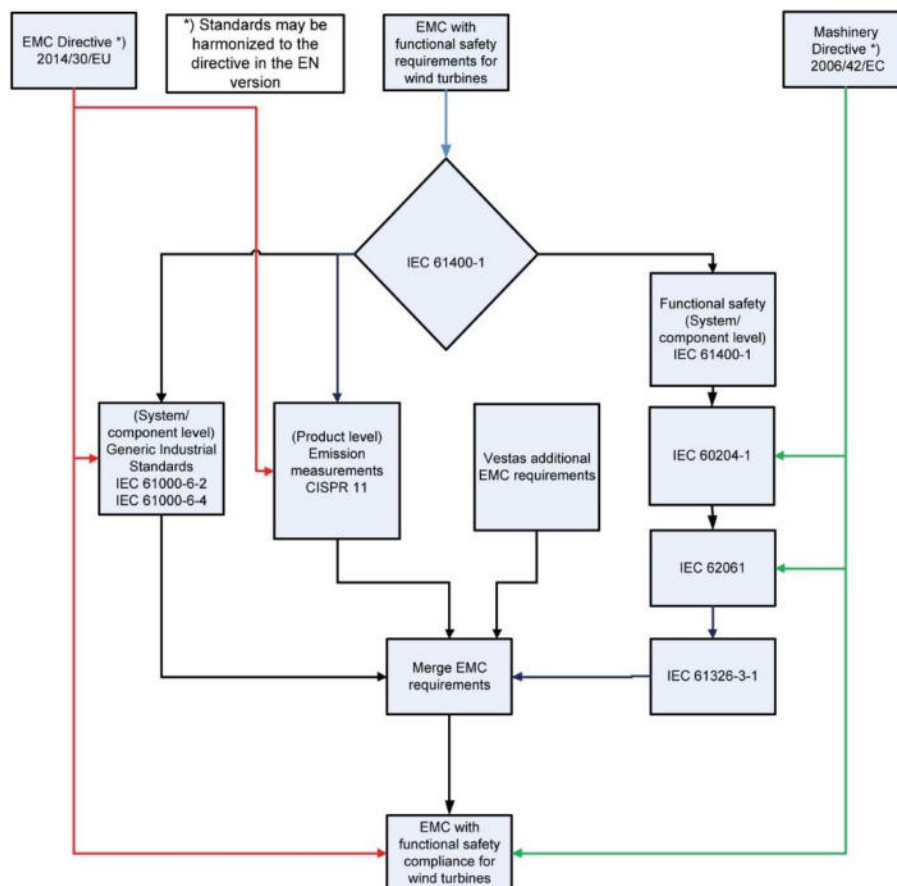 EMC Directive *)
2014/30/EU
*) Standards may be
harmonized to the
directive in the EN
version
EMC with
functional safety
requirements for
wind turbines
Mashinery
Directive *)
2006/42/EC
IEC 61400-1
Functional safety
(System/
component level)
IEC 61400-1
(System/
component level)
Generic Industrial
Standards
IEC 61000-6-2
IEC 61000-6-4
(Product level)
Emission
measurements
CISPR 11
Vestas additional
EMC requirements
IEC 60204-1
IEC 62061
Merge EMC
requirements
IEC 61326-3-1
EMC with
functional safety
compliance for
wind turbines